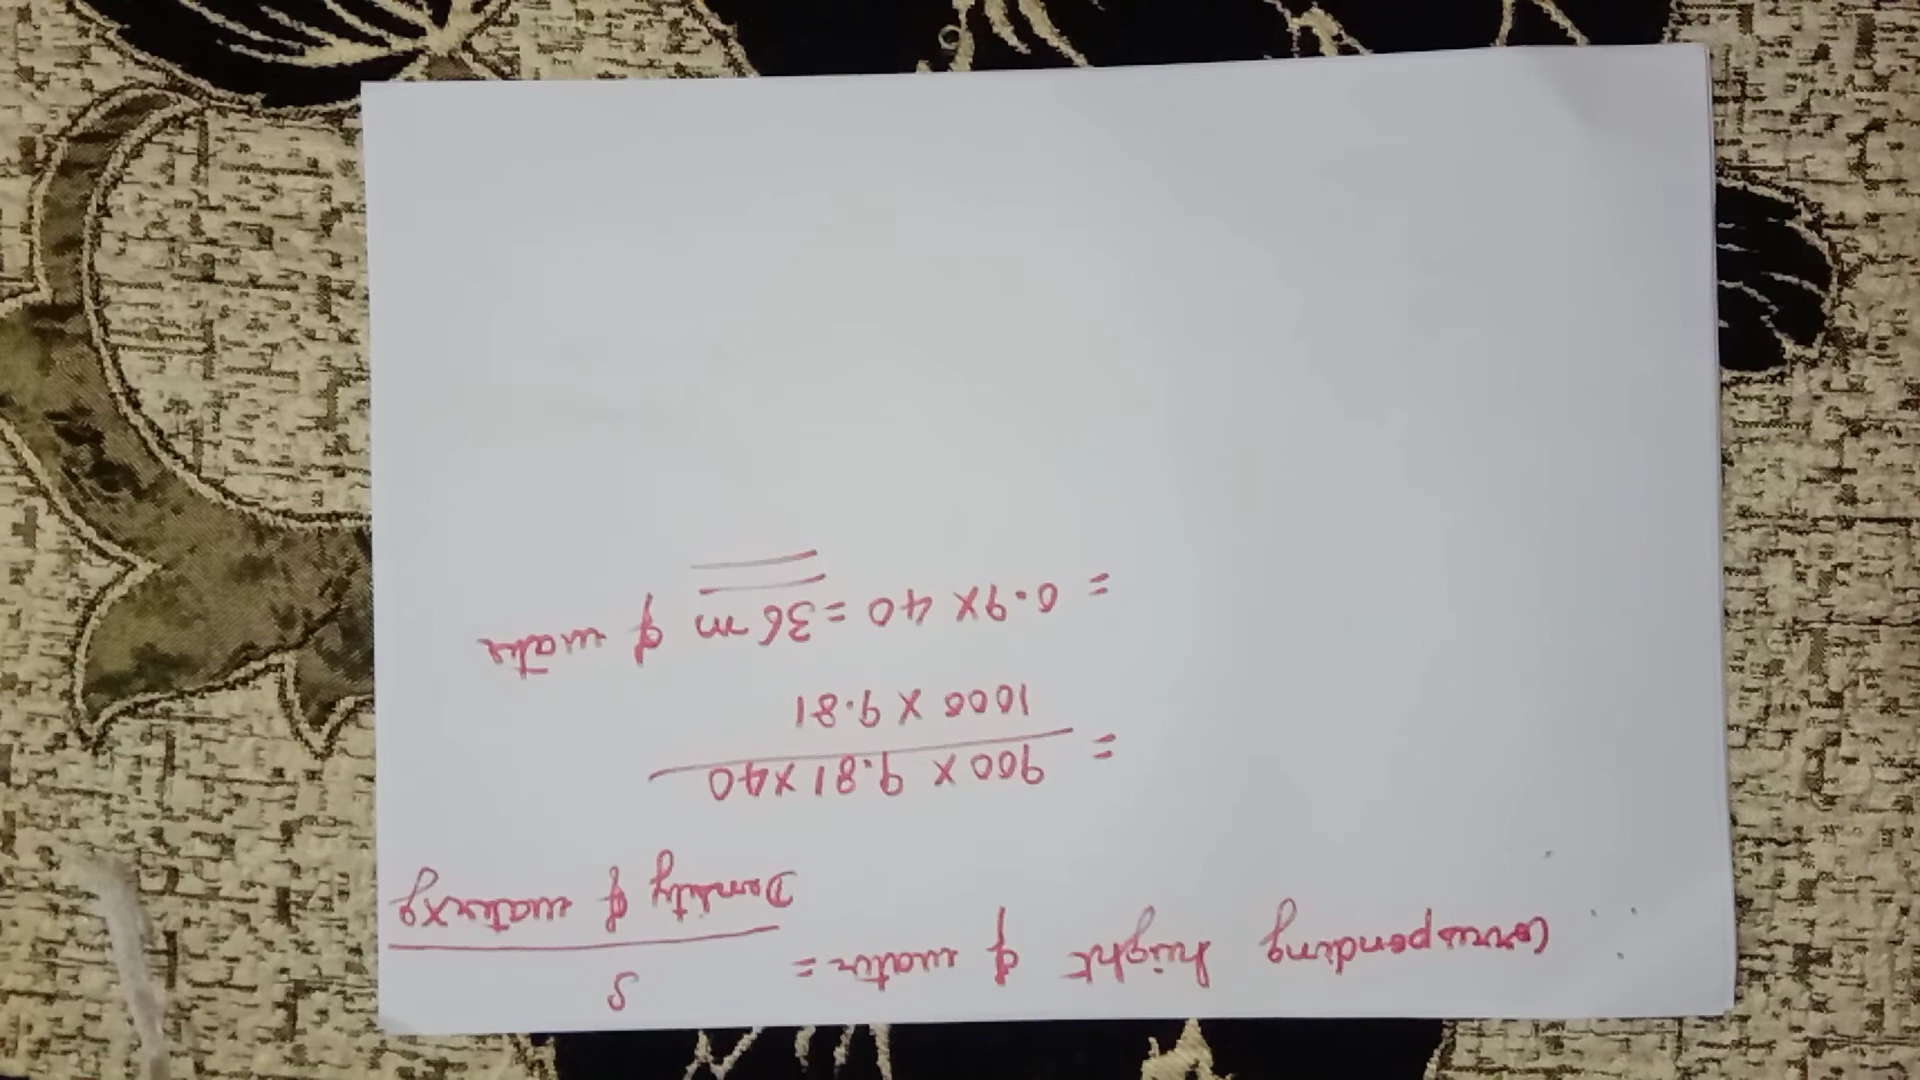 ∴ Corresponding height of water = P / Density of water×g
= 900 × 9.81 ×40 / 1000 × 9.81
= 0.9× 40 = 36 m of water